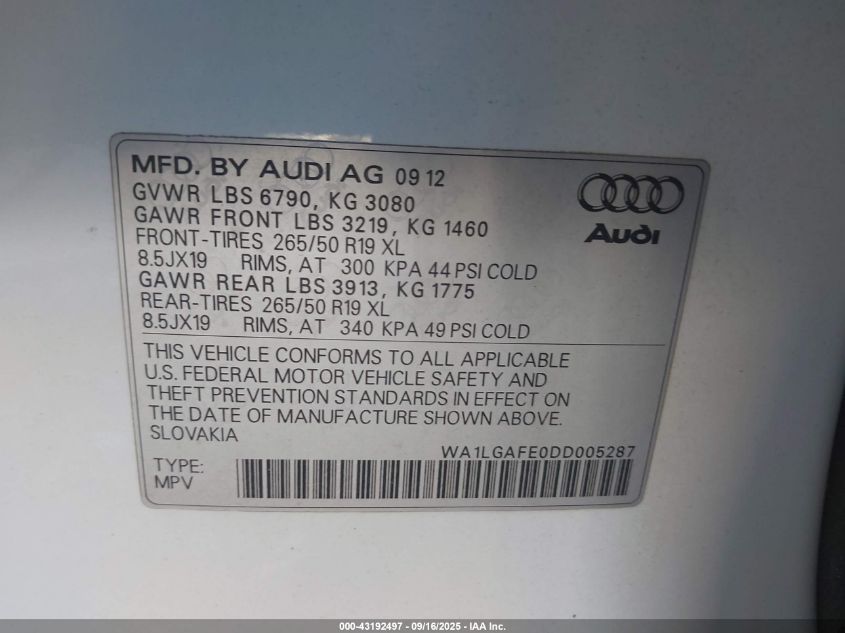 MFD. BY AUDI AG 09 12
GVWR LBS 6790, KG 3080
GAWR FRONT LBS 3219, KG 1460
FRONT-TIRES 265/50 R19 XL
8.5JX19 RIMS, AT 300 KPA 44 PSI COLD
GAWR REAR LBS 3913, KG 1775
REAR-TIRES 265/50 R19 XL
8.5JX19 RIMS, AT 340 KPA 49 PSI COLD
Audi
THIS VEHICLE CONFORMS TO ALL APPLICABLE
U.S. FEDERAL MOTOR VEHICLE SAFETY AND
THEFT PREVENTION STANDARDS IN EFFECT ON
THE DATE OF MANUFACTURE SHOWN ABOVE.
SLOVAKIA
WA1LGAFE0DD005287
TYPE:
MPV
000-43192497 - 09/16/2025 - IAA Inc.